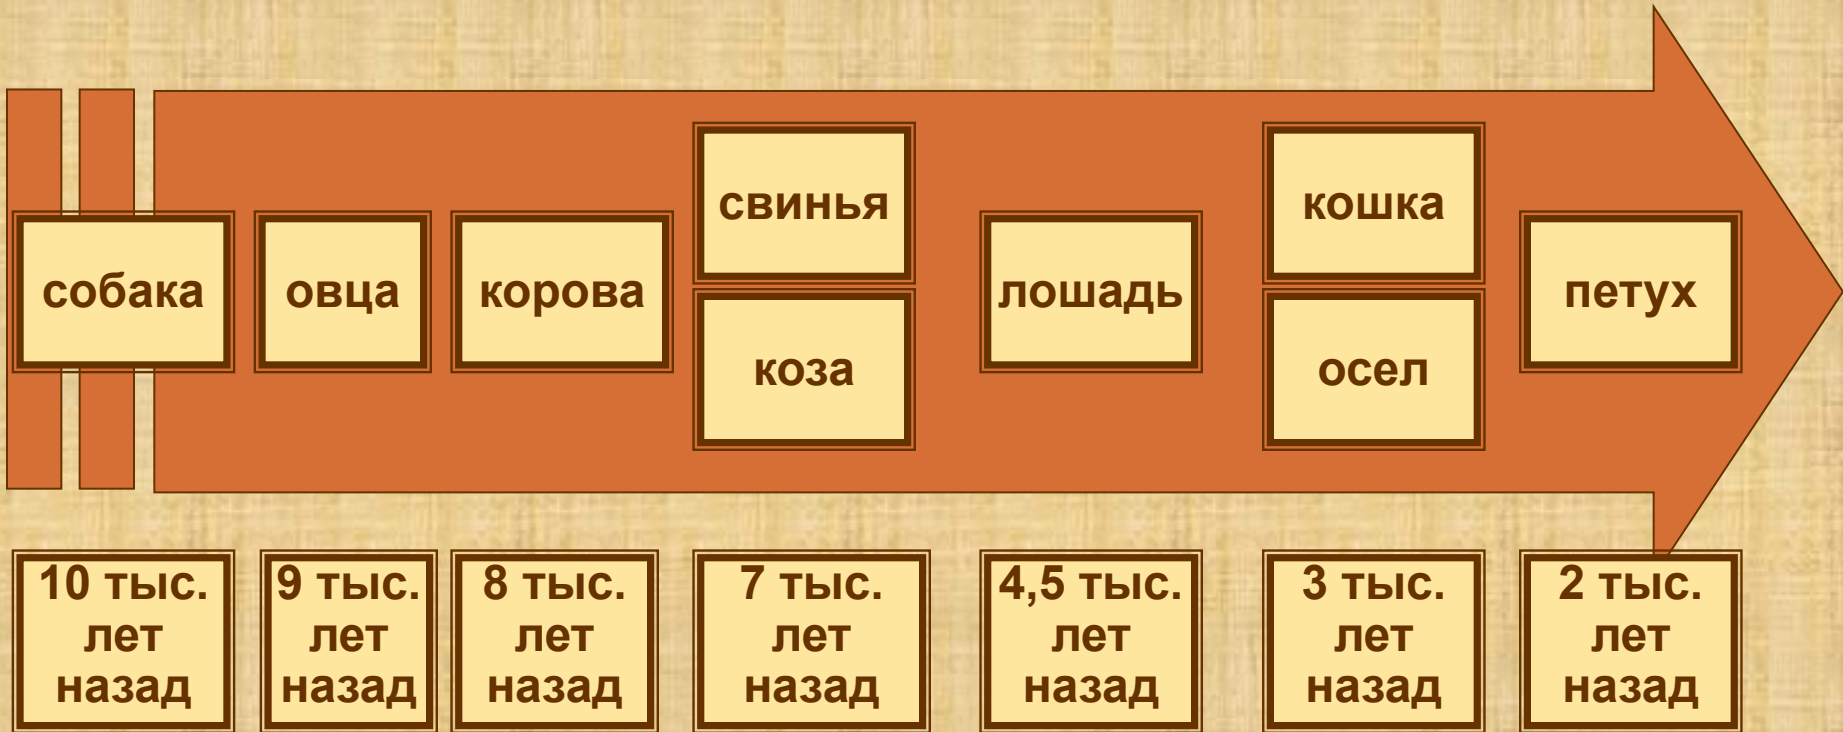 собака
овца
корова
свинья
коза
лошадь
кошка
осел
петух
10 тыс.
лет
назад
9 тыс.
лет
назад
8 тыс.
лет
назад
7 тыс.
лет
назад
4,5 тыс.
лет
назад
3 тыс.
лет
назад
2 тыс.
лет
назад